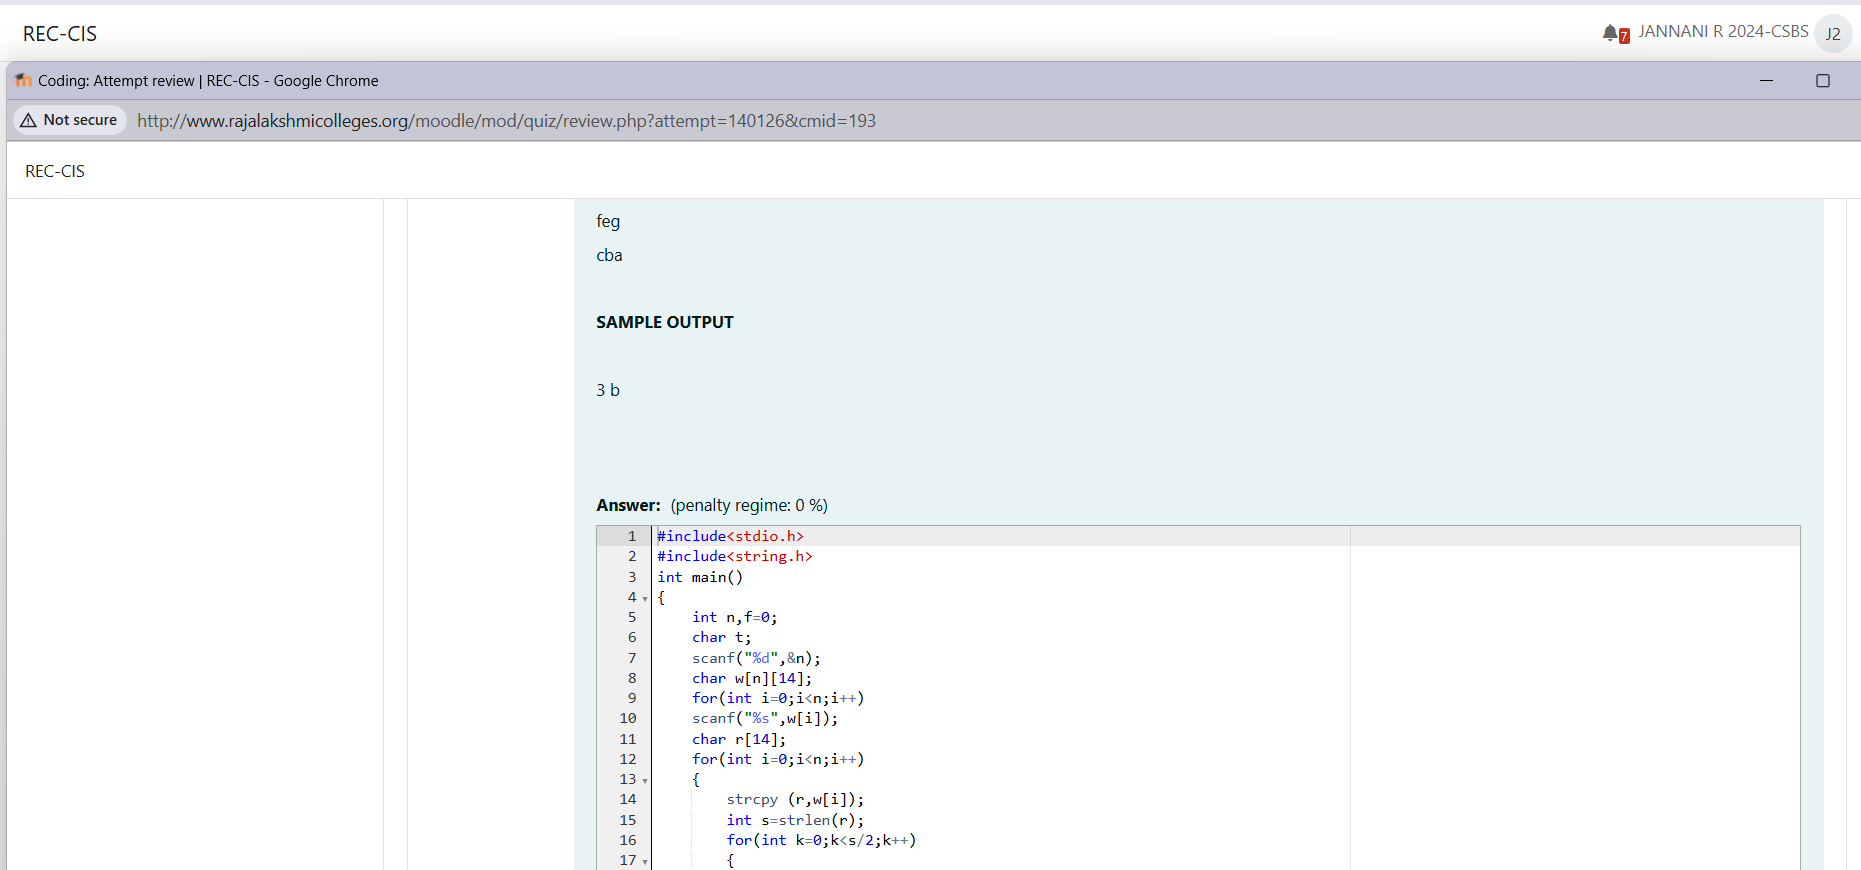 REC-CIS
7 JANNANI R 2024-CSBS J2
Coding: Attempt review | REC-CIS - Google Chrome
Not secure http://www.rajalakshmicolleges.org/moodle/mod/quiz/review.php?attempt=140126&cmid=193
REC-CIS
feg
cba
SAMPLE OUTPUT
3 b
Answer: (penalty regime: 0 %)
1 #include<stdio.h>
2 #include<string.h>
3 int main()
4 {
5 int n,f=0;
6 char t;
7 scanf("%d",&n);
8 char w[n][14];
9 for(int i=0;i<n;i++)
10 scanf("%s",w[i]);
11 char r[14];
12 for(int i=0;i<n;i++)
13 {
14 strcpy (r,w[i]);
15 int s=strlen(r);
16 for(int k=0;k<s/2;k++)
17 {